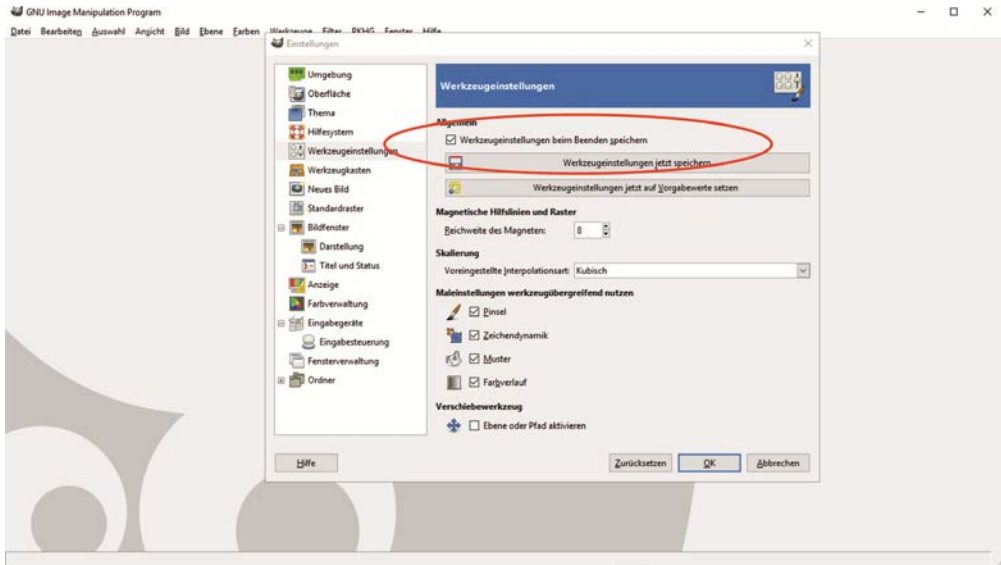 GNU Image Manipulation Program
Datei Bearbeiten Auswahl Ansicht Bild Ebene Farben Werkzeuge Filter PKHG Fenster Hilfe
Einstellungen
Umgebung
Oberfläche
Thema
Hilfesystem
Werkzeugeinstellungen
Werkzeugkasten
Neues Bild
Standardraster
Bildfenster
Darstellung
Titel und Status
Anzeige
Farbverwaltung
Eingabegeräte
Eingabesteuerung
Fensterverwaltung
Ordner
Werkzeugeinstellungen
Allgemein
Werkzeugeinstellungen beim Beenden speichern
Werkzeugeinstellungen jetzt speichern
Werkzeugeinstellungen jetzt auf Vorgabewerte setzen
Magnetische Hilfslinien und Raster
Reichweite des Magneten: 8
Skalierung
Voreingestellte Interpolationsart: Kubisch
Maleinstellungen werkzeugübergreifend nutzen
Pinsel
Zeichendynamik
Muster
Farbverlauf
Verschiebewerkzeug
Ebene oder Pfad aktivieren
Hilfe Zurücksetzen OK Abbrechen